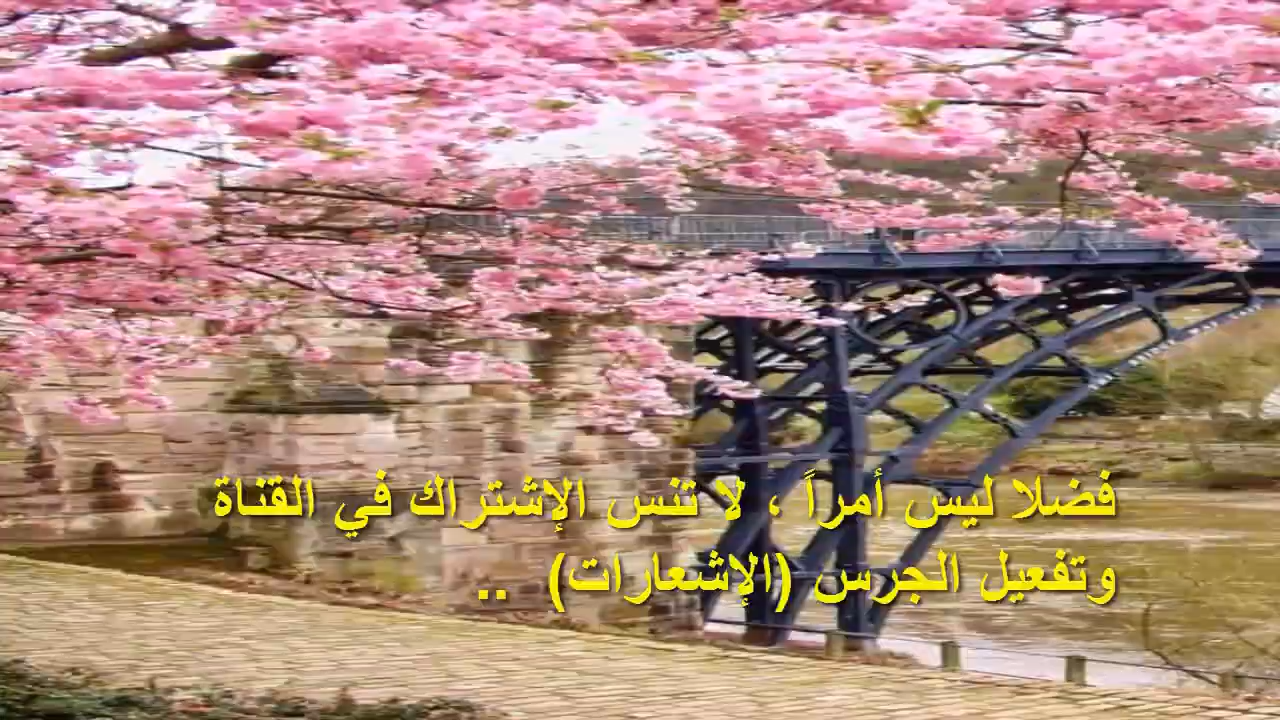 فضلا ليس أمراً ، لا تنس الإشتراك في القناة
وتفعيل الجرس (الإشعارات) ..